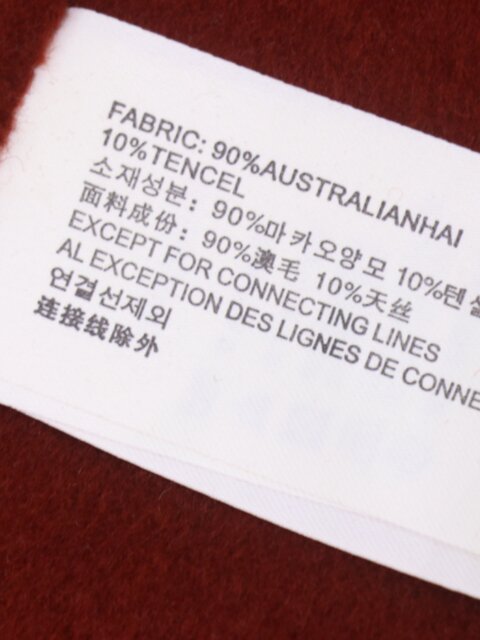 FABRIC: 90%AUSTRALIANHAI
10%TENCEL
소재성분: 90%마카오양모 10%텐셀
面料成份: 90%澳毛 10%天丝
EXCEPT FOR CONNECTING LINES
AL EXCEPTION DES LIGNES DE CONNE
연결선제외
连接线除外